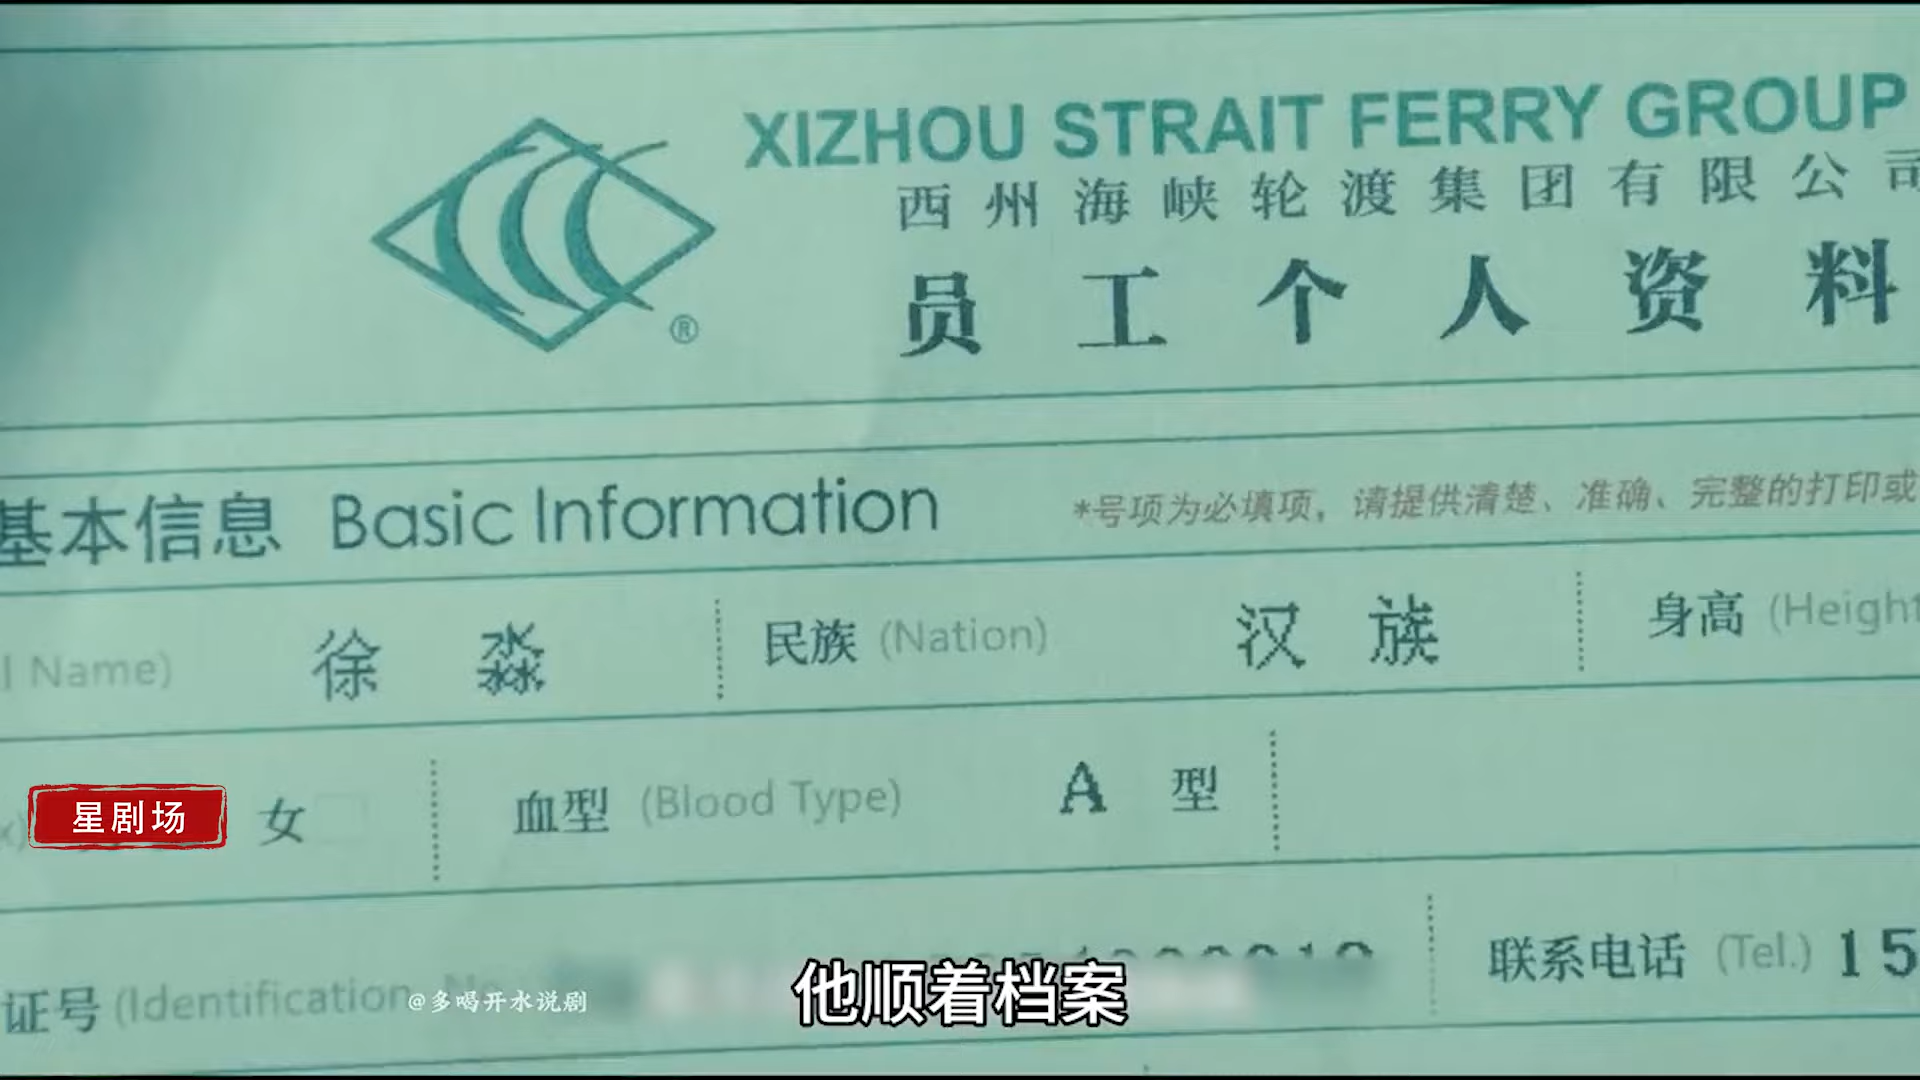 XIZHOU STRAIT FERRY GROUP
西州海峡轮渡集团有限公司
®
员工个人资料
基本信息 Basic Information *号项为必填项，请提供清楚、准确、完整的打印或
l Name) 徐淼 民族 (Nation) 汉族 身高 (Height
星剧场 女 血型 (Blood Type) A型
证号 (Identification 联系电话 (Tel.) 15
@多喝开水说剧
他顺着档案